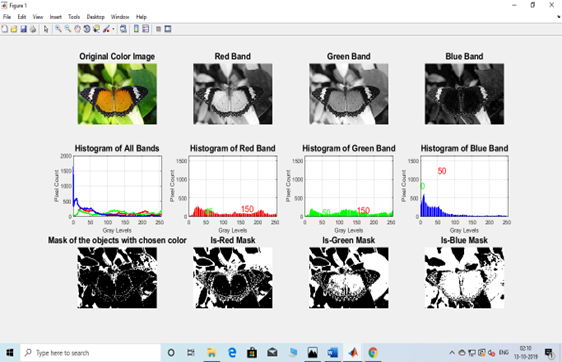 Figure 1
File Edit View Insert Tools Desktop Window Help
Original Color Image Red Band Green Band Blue Band
Histogram of All Bands Histogram of Red Band Histogram of Green Band Histogram of Blue Band
2000
1500
1000
500
0
Pixel Count
0 50 100 150 200 250
Gray Levels
1500
1000
500
0
Pixel Count
150
0 50 100 150 200 250
Gray Levels
1500
1000
500
0
Pixel Count
50
150
0 50 100 150 200 250
Gray Levels
1500
1000
500
0
Pixel Count
50
0
0 50 100 150 200 250
Gray Levels
Mask of the objects with chosen color Is-Red Mask Is-Green Mask Is-Blue Mask
Type here to search
ENG
02:10
13-10-2019